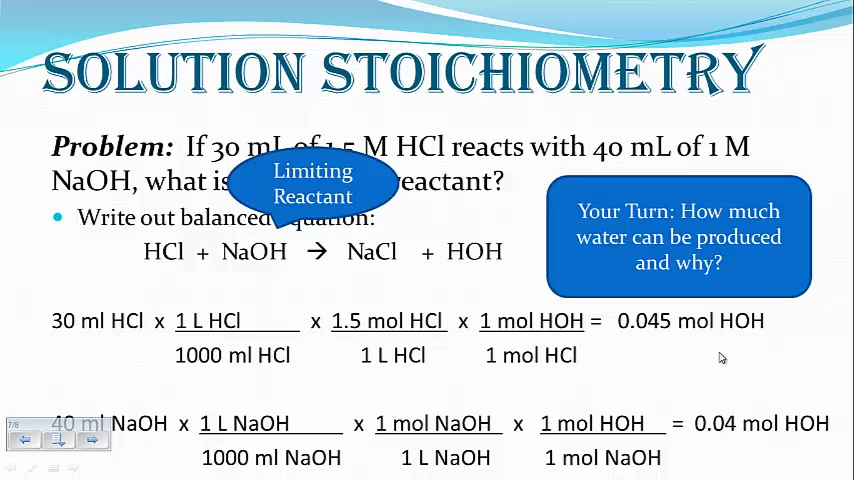 SOLUTION STOICHIOMETRY
Problem: If 30 mL of 1.5 M HCl reacts with 40 mL of 1 M
NaOH, what is reactant?
Limiting
Reactant
Your Turn: How much
water can be produced
and why?
• Write out balanced equation:
HCl + NaOH → NaCl + HOH
30 ml HCl x 1 L HCl x 1.5 mol HCl x 1 mol HOH = 0.045 mol HOH
1000 ml HCl 1 L HCl 1 mol HCl
40 ml NaOH x 1 L NaOH x 1 mol NaOH x 1 mol HOH = 0.04 mol HOH
1000 ml NaOH 1 L NaOH 1 mol NaOH
7/8